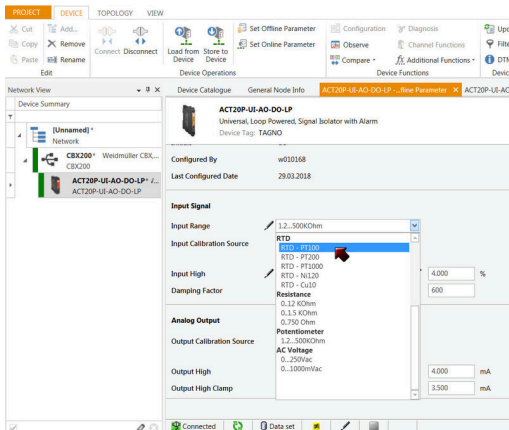 PROJECT DEVICE TOPOLOGY VIEW
Cut Add...
Copy Remove
Paste Rename
Connect Disconnect
Load from Device Store to Device
Set Offline Parameter
Set Online Parameter
Configuration Diagnosis
Observe Channel Functions
Compare Additional Functions
Filte
DTM
Edit Device Operations Device Functions Devic
Network View
Device Summary
[Unnamed] *
Network
CBX200* Weidmüller CBX,...
CBX200
ACT20P-UI-AO-DO-LP* /...
ACT20P-UI-AO-DO-LP
Device Catalogue General Node Info ACT20P-UI-AO-DO-LP -...ffline Parameter ACT20P-UI-AO
ACT20P-UI-AO-DO-LP
Universal, Loop Powered, Signal Isolator with Alarm
Device Tag: TAGNO
Configured By w010168
Last Configured Date 29.03.2018
Input Signal
Input Range 1.2...500KOhm
Input Calibration Source
RTD
RTD - PT100
RTD - PT200
RTD - PT1000
RTD - Ni120
RTD - Cu10
Resistance
0..12 KOhm
0..1.5 KOhm
0..750 Ohm
Potentiometer
1.2...500KOhm
AC Voltage
0...250Vac
0...1000mVac
Input High 4.000 %
Damping Factor 600
Analog Output
Output Calibration Source
Output High 4.000 mA
Output High Clamp 3.500 mA
Connected Data set